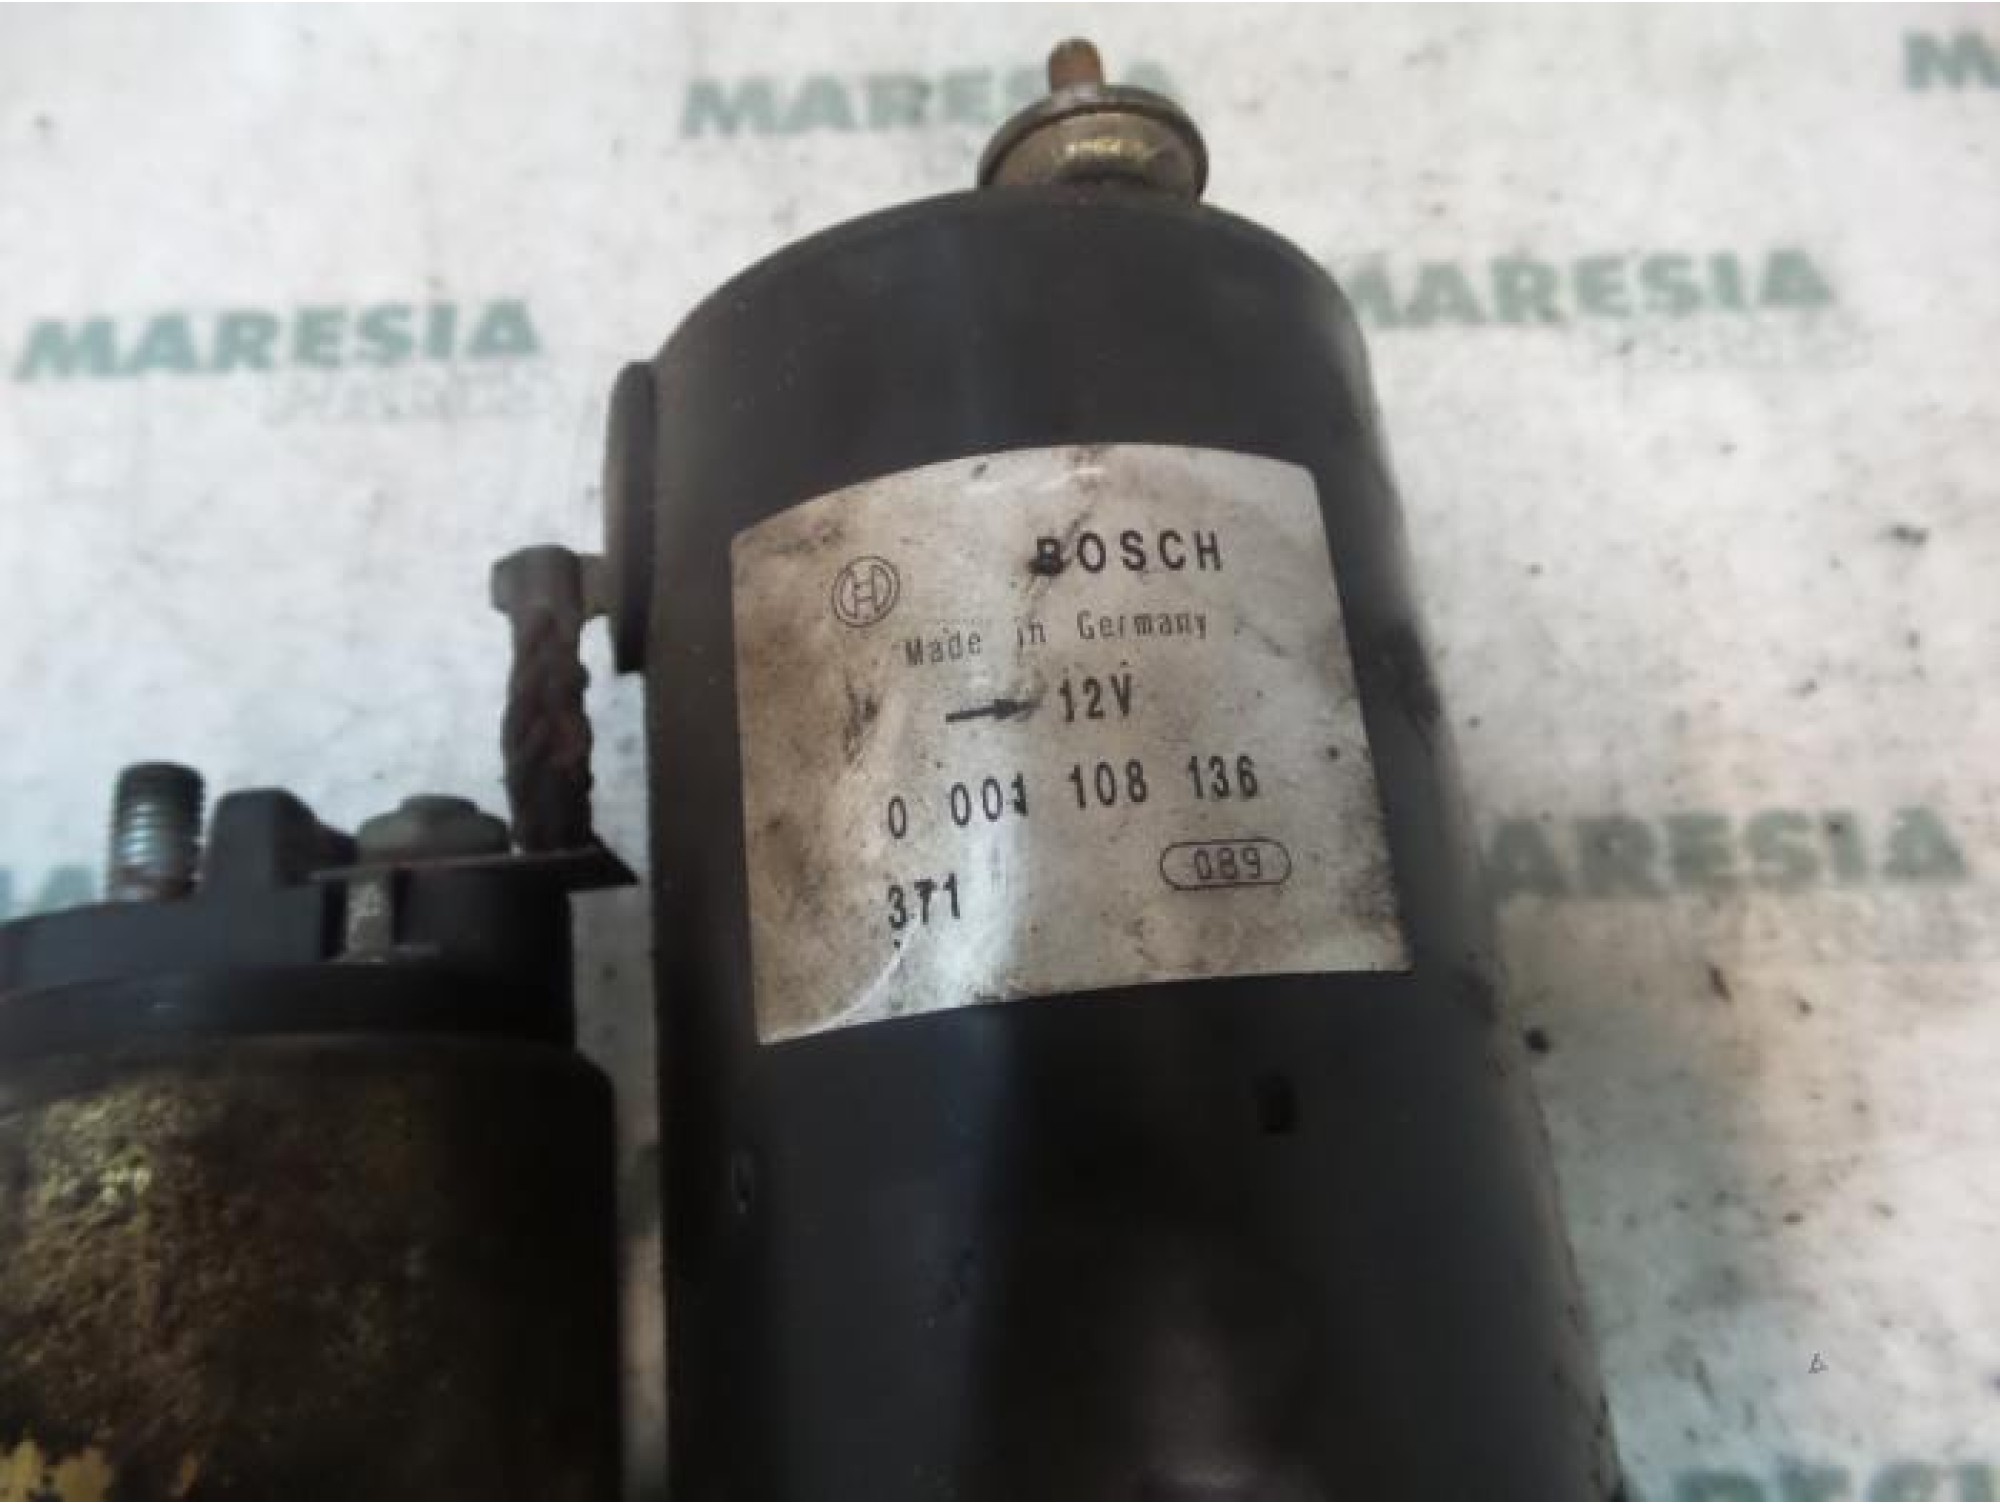 MARESIA
M
MARESIA
MARESIA
BOSCH
Made in Germany
12V
0 001 108 136
089
371
MARESIA